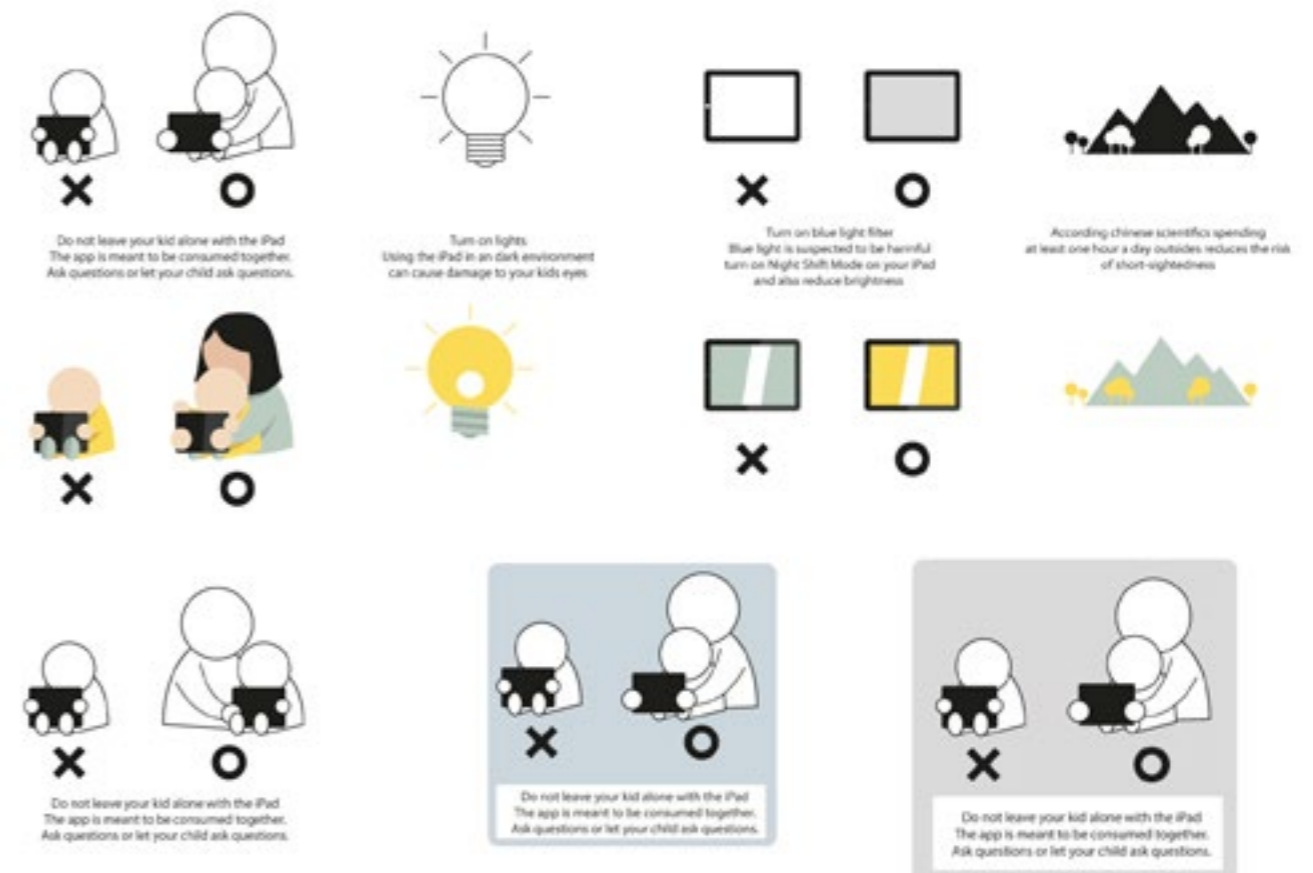 Do not leave your kid alone with the iPad
The app is meant to be consumed together.
Ask questions or let your child ask questions.
Turn on lights
Using the iPad in an dark environment
can cause damage to your kids eyes
Turn on blue light filter
Blue light is suspected to be harmful
turn on Night Shift Mode on your iPad
and also reduce brightness
According chinese scientifics spending
at least one hour a day outsides reduces the risk
of short-sightedness
Do not leave your kid alone with the iPad
The app is meant to be consumed together.
Ask questions or let your child ask questions.
Do not leave your kid alone with the iPad
The app is meant to be consumed together.
Ask questions or let your child ask questions.
Do not leave your kid alone with the iPad
The app is meant to be consumed together.
Ask questions or let your child ask questions.